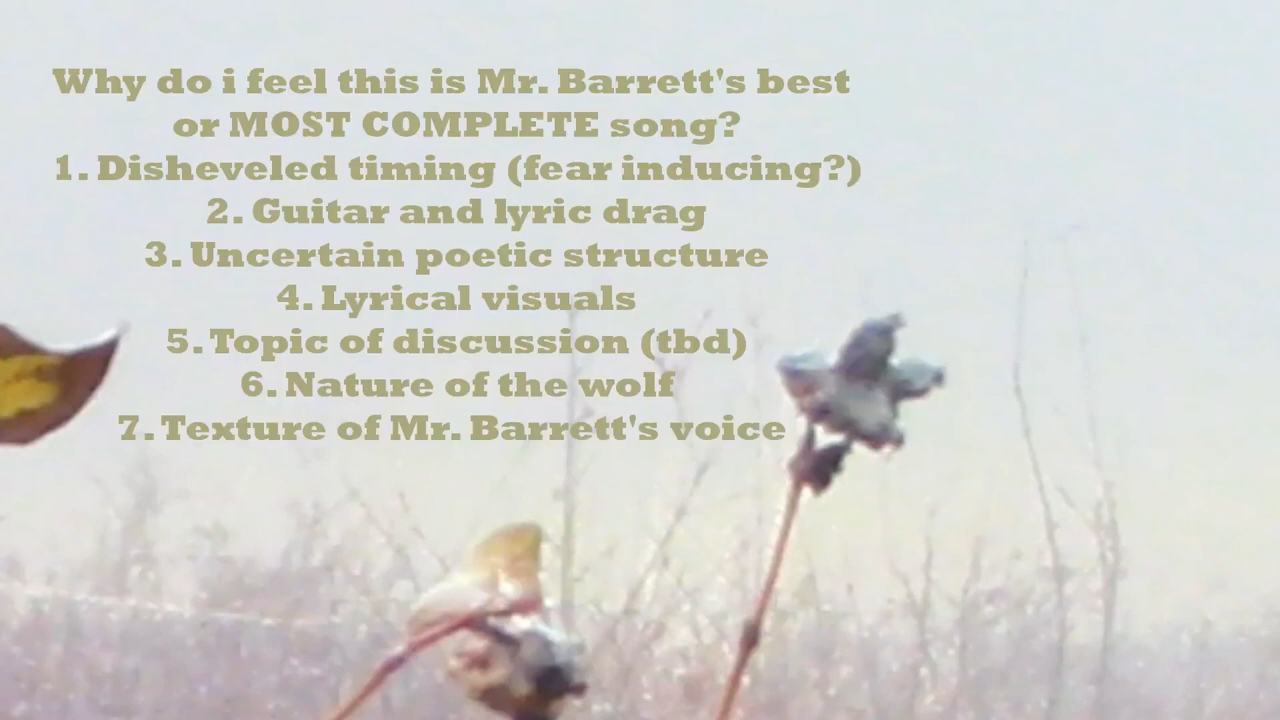 Why do i feel this is Mr. Barrett's best
or MOST COMPLETE song?
1. Disheveled timing (fear inducing?)
2. Guitar and lyric drag
3. Uncertain poetic structure
4. Lyrical visuals
5. Topic of discussion (tbd)
6. Nature of the wolf
7. Texture of Mr. Barrett's voice